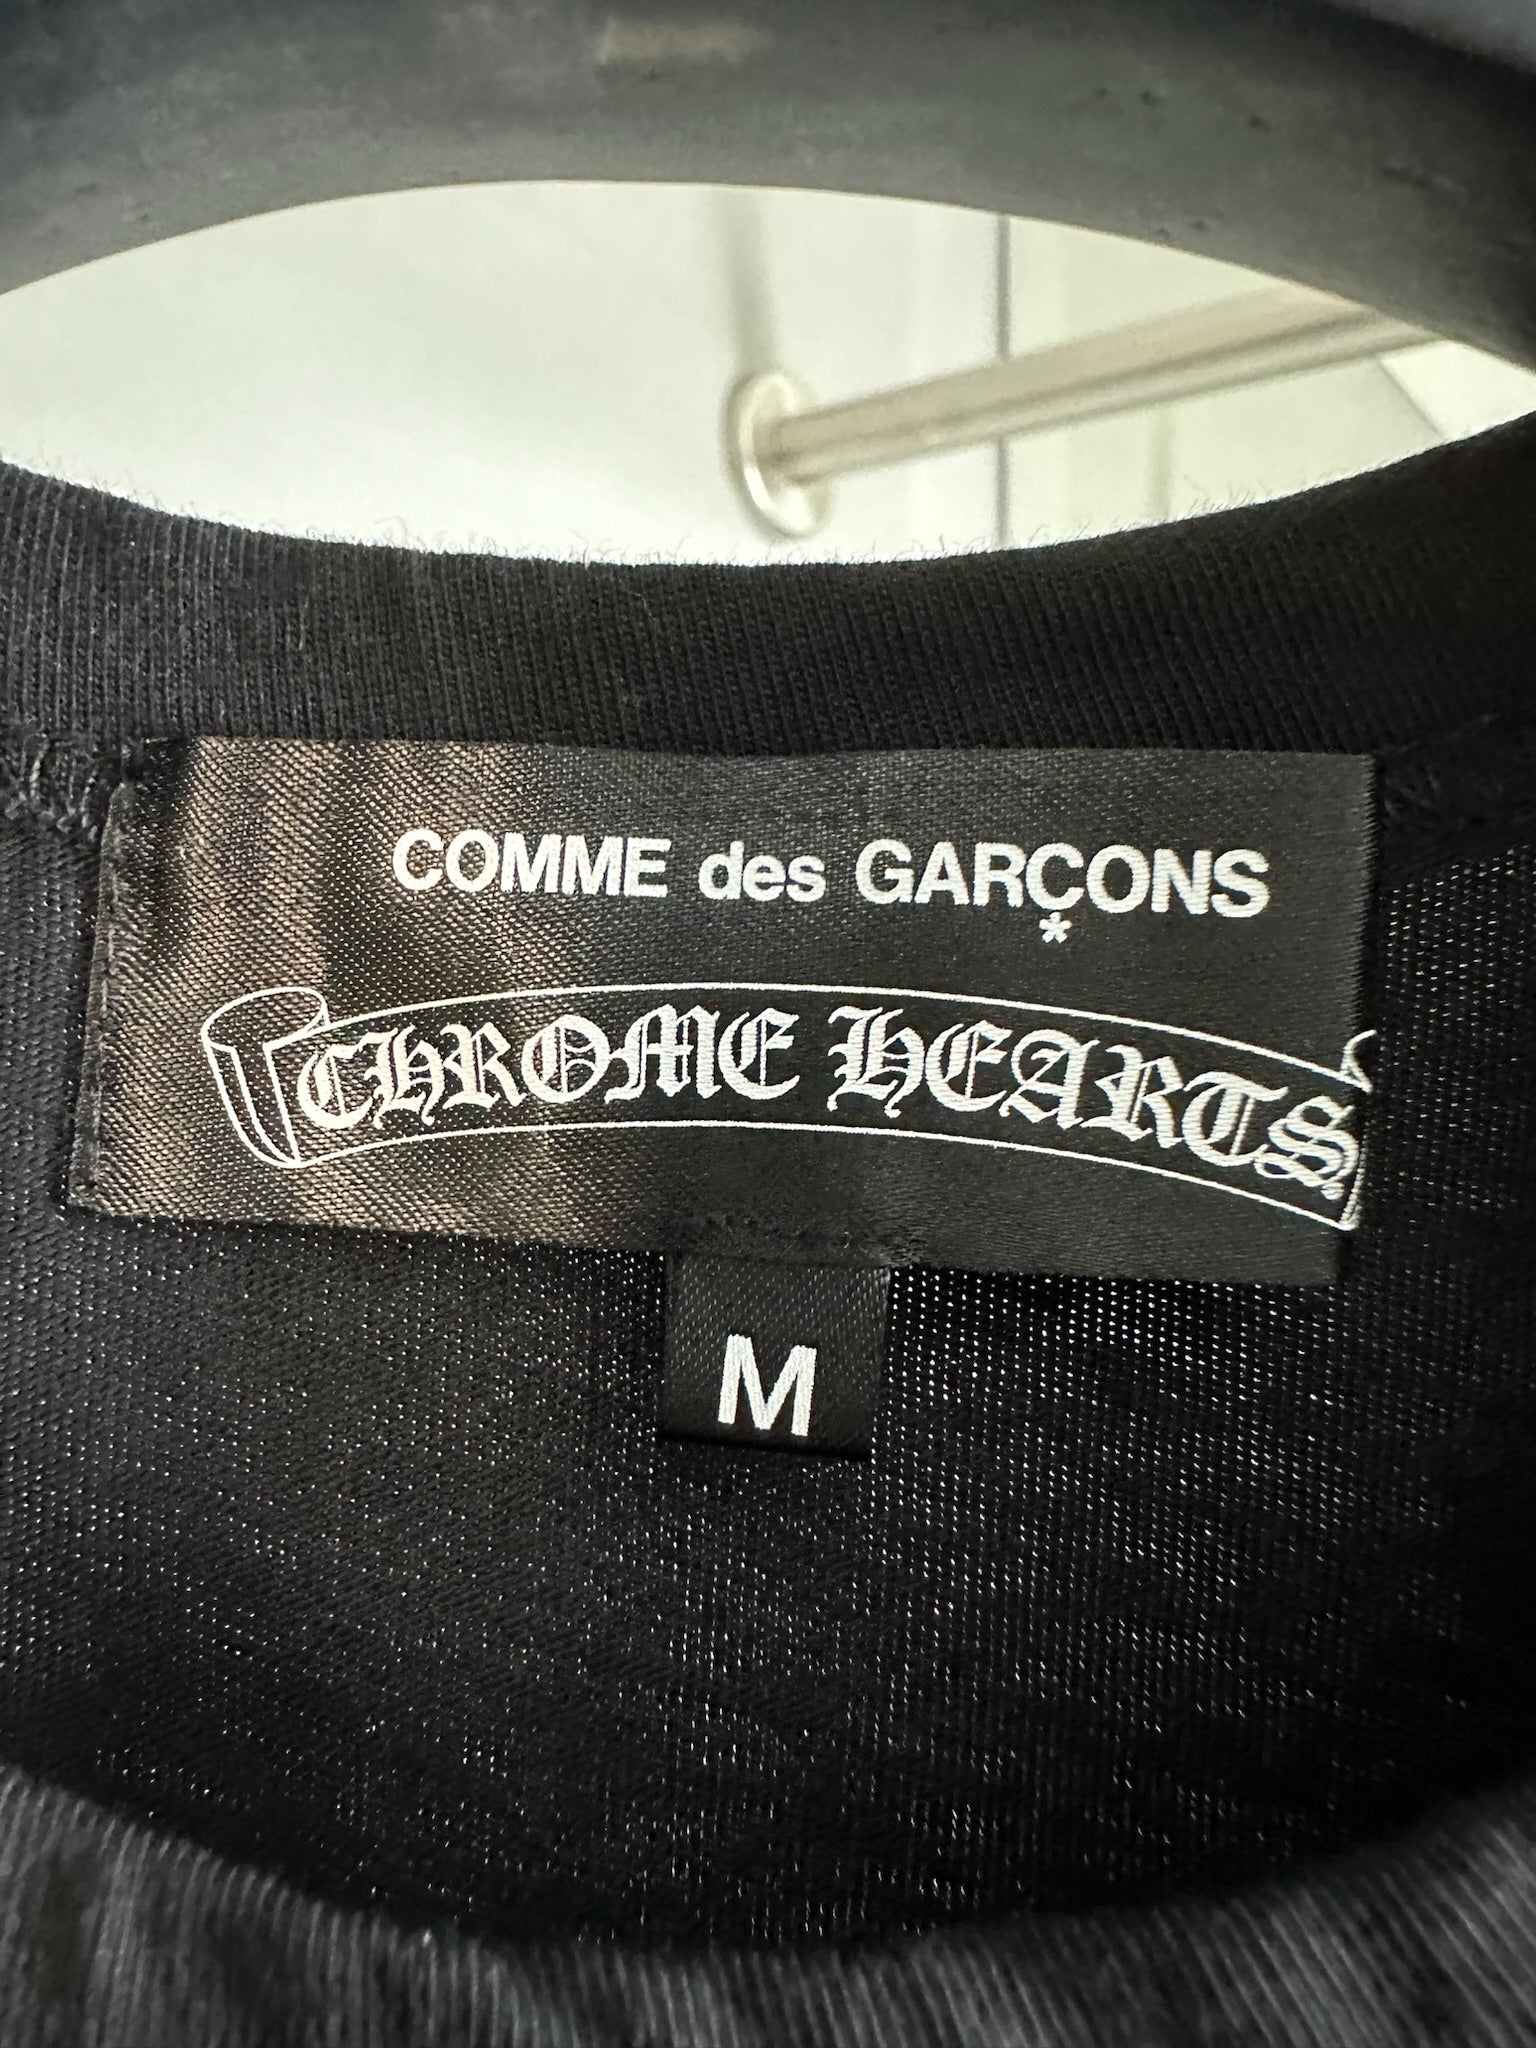 COMME des GARÇONS
*
CHROME HEARTS
M